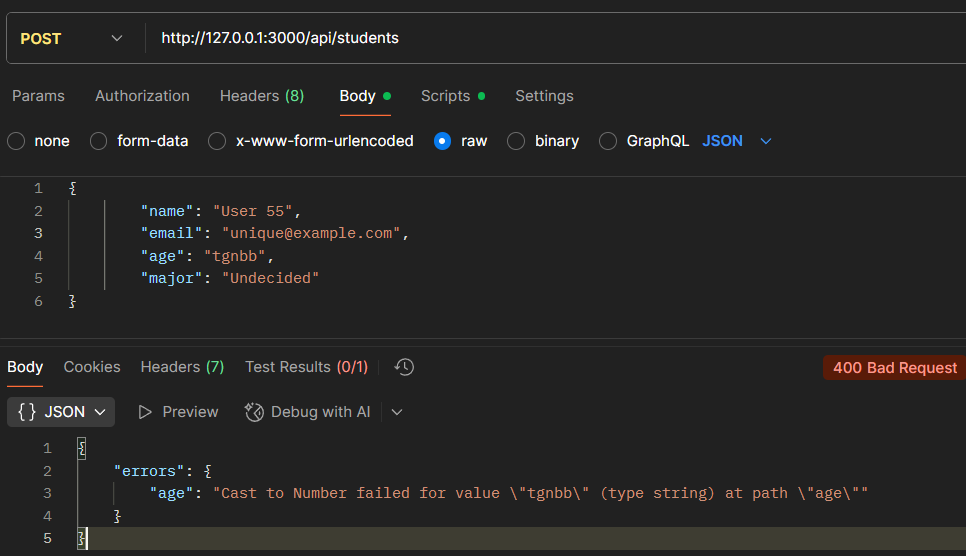 POST http://127.0.0.1:3000/api/students
Params Authorization Headers (8) Body Scripts Settings
none form-data x-www-form-urlencoded raw binary GraphQL JSON
1 {
2 "name": "User 55",
3 "email": "unique@example.com",
4 "age": "tgnbb",
5 "major": "Undecided"
6 }
Body Cookies Headers (7) Test Results (0/1) 400 Bad Request
{} JSON Preview Debug with AI
1 {
2 "errors": {
3 "age": "Cast to Number failed for value \"tgnbb\" (type string) at path \"age\""
4 }
5 }